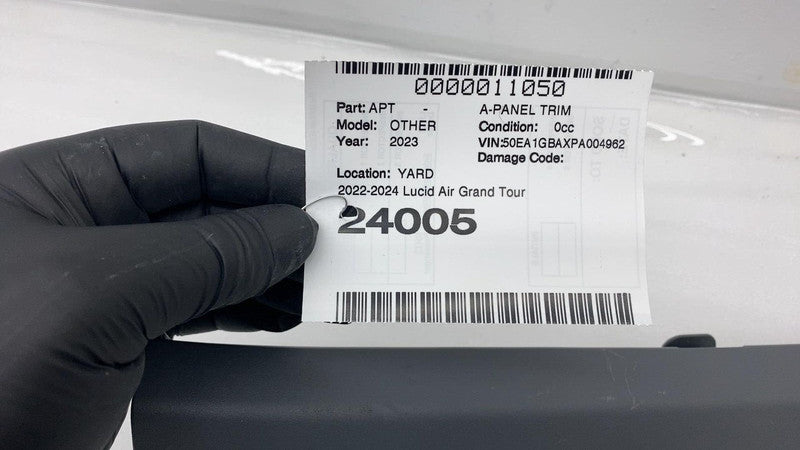 0000011050
Part: APT - A-PANEL TRIM
Model: OTHER Condition: 0cc
Year: 2023 VIN:50EA1GBAXPA004962
Damage Code:
Location: YARD
2022-2024 Lucid Air Grand Tour
24005